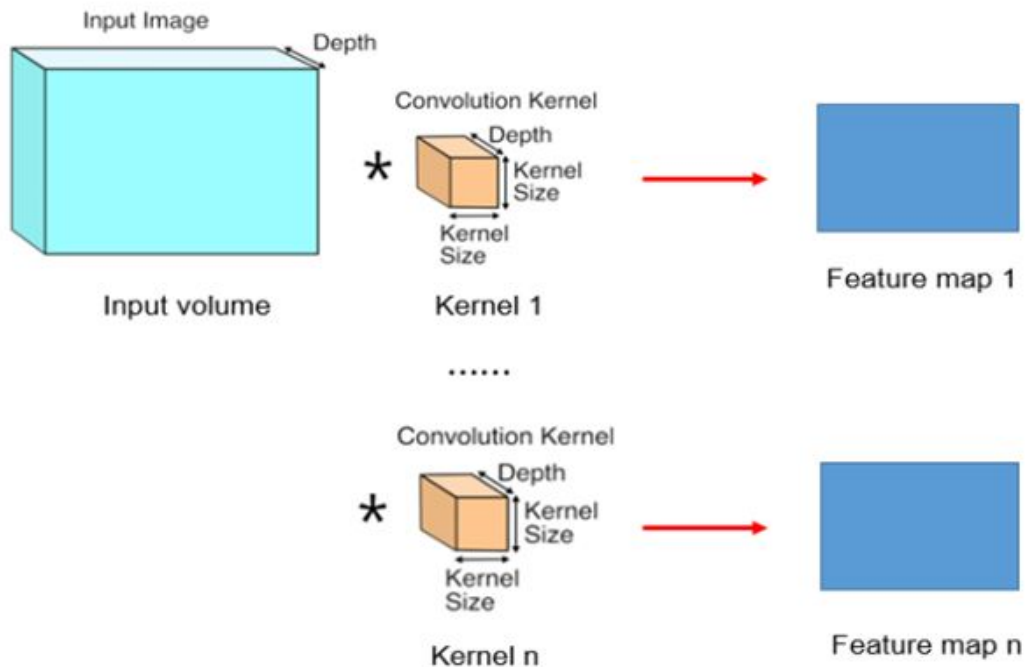 Input Image
Depth
Convolution Kernel
Depth
*
Kernel
Size
Kernel
Size
Input volume
Kernel 1
Feature map 1
......
Convolution Kernel
Depth
*
Kernel
Size
Kernel
Size
Kernel n
Feature map n